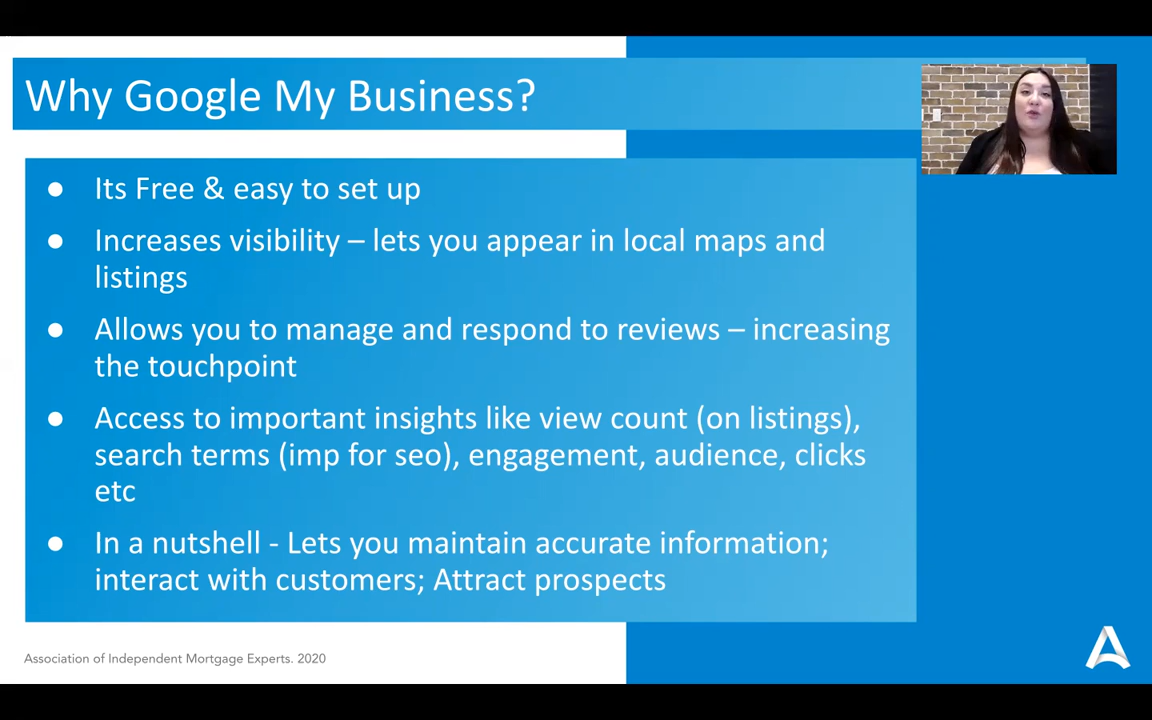 Why Google My Business?
● Its Free & easy to set up
● Increases visibility – lets you appear in local maps and
listings
● Allows you to manage and respond to reviews – increasing
the touchpoint
● Access to important insights like view count (on listings),
search terms (imp for seo), engagement, audience, clicks
etc
● In a nutshell - Lets you maintain accurate information;
interact with customers; Attract prospects
Association of Independent Mortgage Experts. 2020